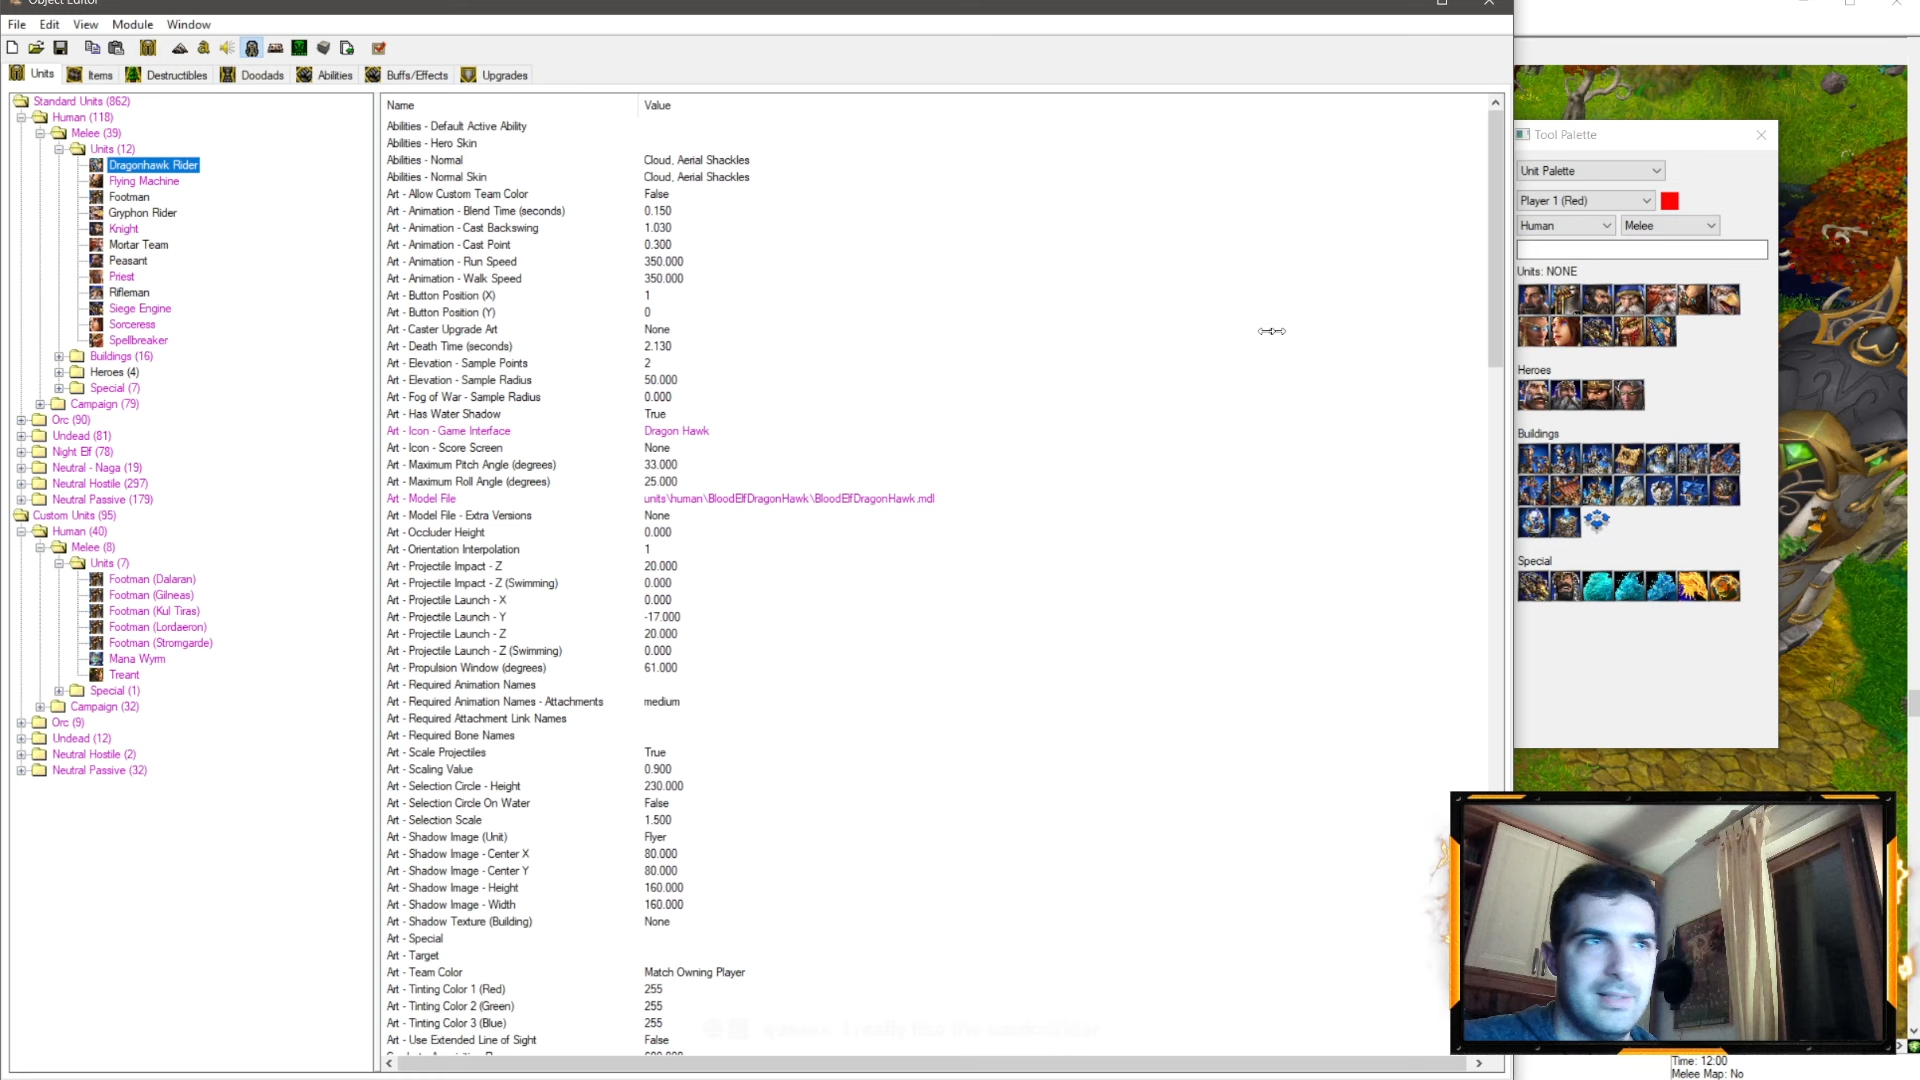 Object Editor
File Edit View Module Window
Units Items Destructibles Doodads Abilities Buffs/Effects Upgrades
Standard Units (862)
Human (118)
Melee (39)
Units (12)
Dragonhawk Rider
Flying Machine
Footman
Gryphon Rider
Knight
Mortar Team
Peasant
Priest
Rifleman
Siege Engine
Sorceress
Spellbreaker
Buildings (16)
Heroes (4)
Special (7)
Campaign (79)
Orc (90)
Undead (81)
Night Elf (78)
Neutral - Naga (19)
Neutral Hostile (297)
Neutral Passive (179)
Custom Units (95)
Human (40)
Melee (8)
Units (7)
Footman (Dalaran)
Footman (Gilneas)
Footman (Kul Tiras)
Footman (Lordaeron)
Footman (Stromgarde)
Mana Wyrm
Treant
Special (1)
Campaign (32)
Orc (9)
Undead (12)
Neutral Hostile (2)
Neutral Passive (32)
Name Value
Abilities - Default Active Ability
Abilities - Hero Skin
Abilities - Normal Cloud, Aerial Shackles
Abilities - Normal Skin Cloud, Aerial Shackles
Art - Allow Custom Team Color False
Art - Animation - Blend Time (seconds) 0.150
Art - Animation - Cast Backswing 1.030
Art - Animation - Cast Point 0.300
Art - Animation - Run Speed 350.000
Art - Animation - Walk Speed 350.000
Art - Button Position (X) 1
Art - Button Position (Y) 0
Art - Caster Upgrade Art None
Art - Death Time (seconds) 2.130
Art - Elevation - Sample Points 2
Art - Elevation - Sample Radius 50.000
Art - Fog of War - Sample Radius 0.000
Art - Has Water Shadow True
Art - Icon - Game Interface Dragon Hawk
Art - Icon - Score Screen None
Art - Maximum Pitch Angle (degrees) 33.000
Art - Maximum Roll Angle (degrees) 25.000
Art - Model File units\human\BloodElfDragonHawk\BloodElfDragonHawk.mdl
Art - Model File - Extra Versions None
Art - Occluder Height 0.000
Art - Orientation Interpolation 1
Art - Projectile Impact - Z 20.000
Art - Projectile Impact - Z (Swimming) 0.000
Art - Projectile Launch - X 0.000
Art - Projectile Launch - Y -17.000
Art - Projectile Launch - Z 20.000
Art - Projectile Launch - Z (Swimming) 0.000
Art - Propulsion Window (degrees) 61.000
Art - Required Animation Names
Art - Required Animation Names - Attachments medium
Art - Required Attachment Link Names
Art - Required Bone Names
Art - Scale Projectiles True
Art - Scaling Value 0.900
Art - Selection Circle - Height 230.000
Art - Selection Circle On Water False
Art - Selection Scale 1.500
Art - Shadow Image (Unit) Flyer
Art - Shadow Image - Center X 80.000
Art - Shadow Image - Center Y 80.000
Art - Shadow Image - Height 160.000
Art - Shadow Image - Width 160.000
Art - Shadow Texture (Building) None
Art - Special
Art - Target
Art - Team Color Match Owning Player
Art - Tinting Color 1 (Red) 255
Art - Tinting Color 2 (Green) 255
Art - Tinting Color 3 (Blue) 255
Art - Use Extended Line of Sight False
Tool Palette
Unit Palette
Player 1 (Red)
Human Melee
Units: NONE
Heroes
Buildings
Special
Time: 12:00
Melee Map: No